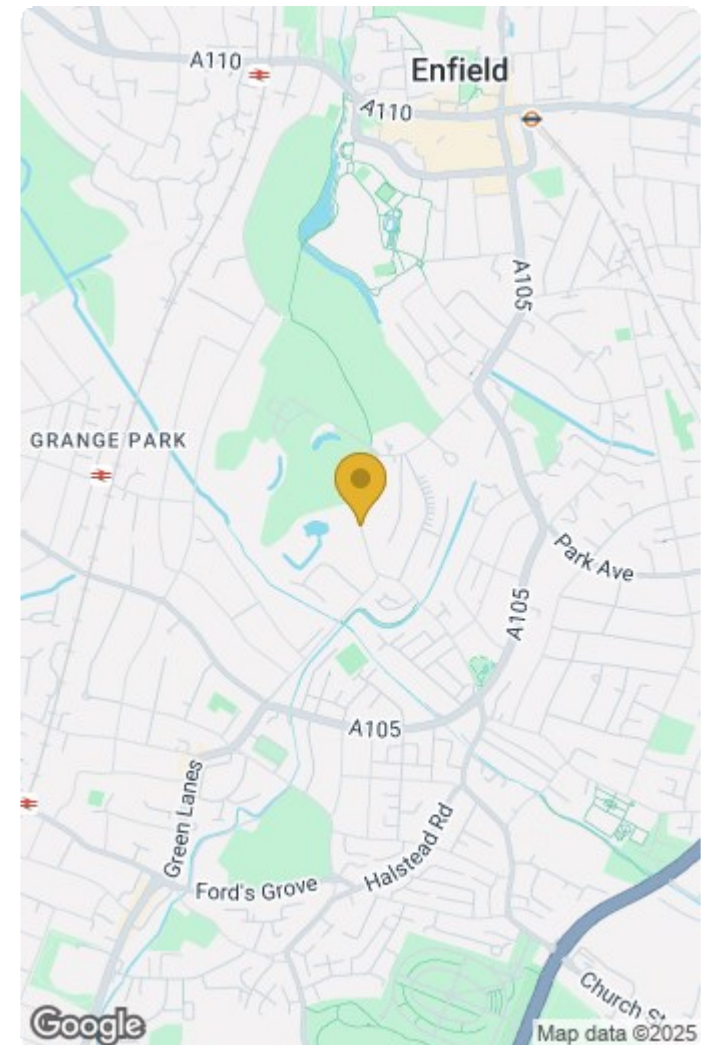 A110
Enfield
A110
A105
GRANGE PARK
Park Ave
A105
A105
Green Lanes
Halstead Rd
Ford's Grove
Church St
Google
Map data ©2025